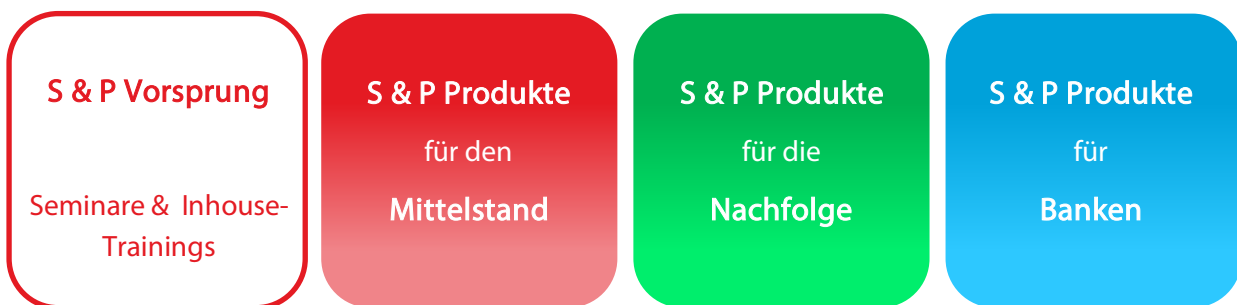 S & P Vorsprung
Seminare & Inhouse-
Trainings
S & P Produkte
für den
Mittelstand
S & P Produkte
für die
Nachfolge
S & P Produkte
für
Banken